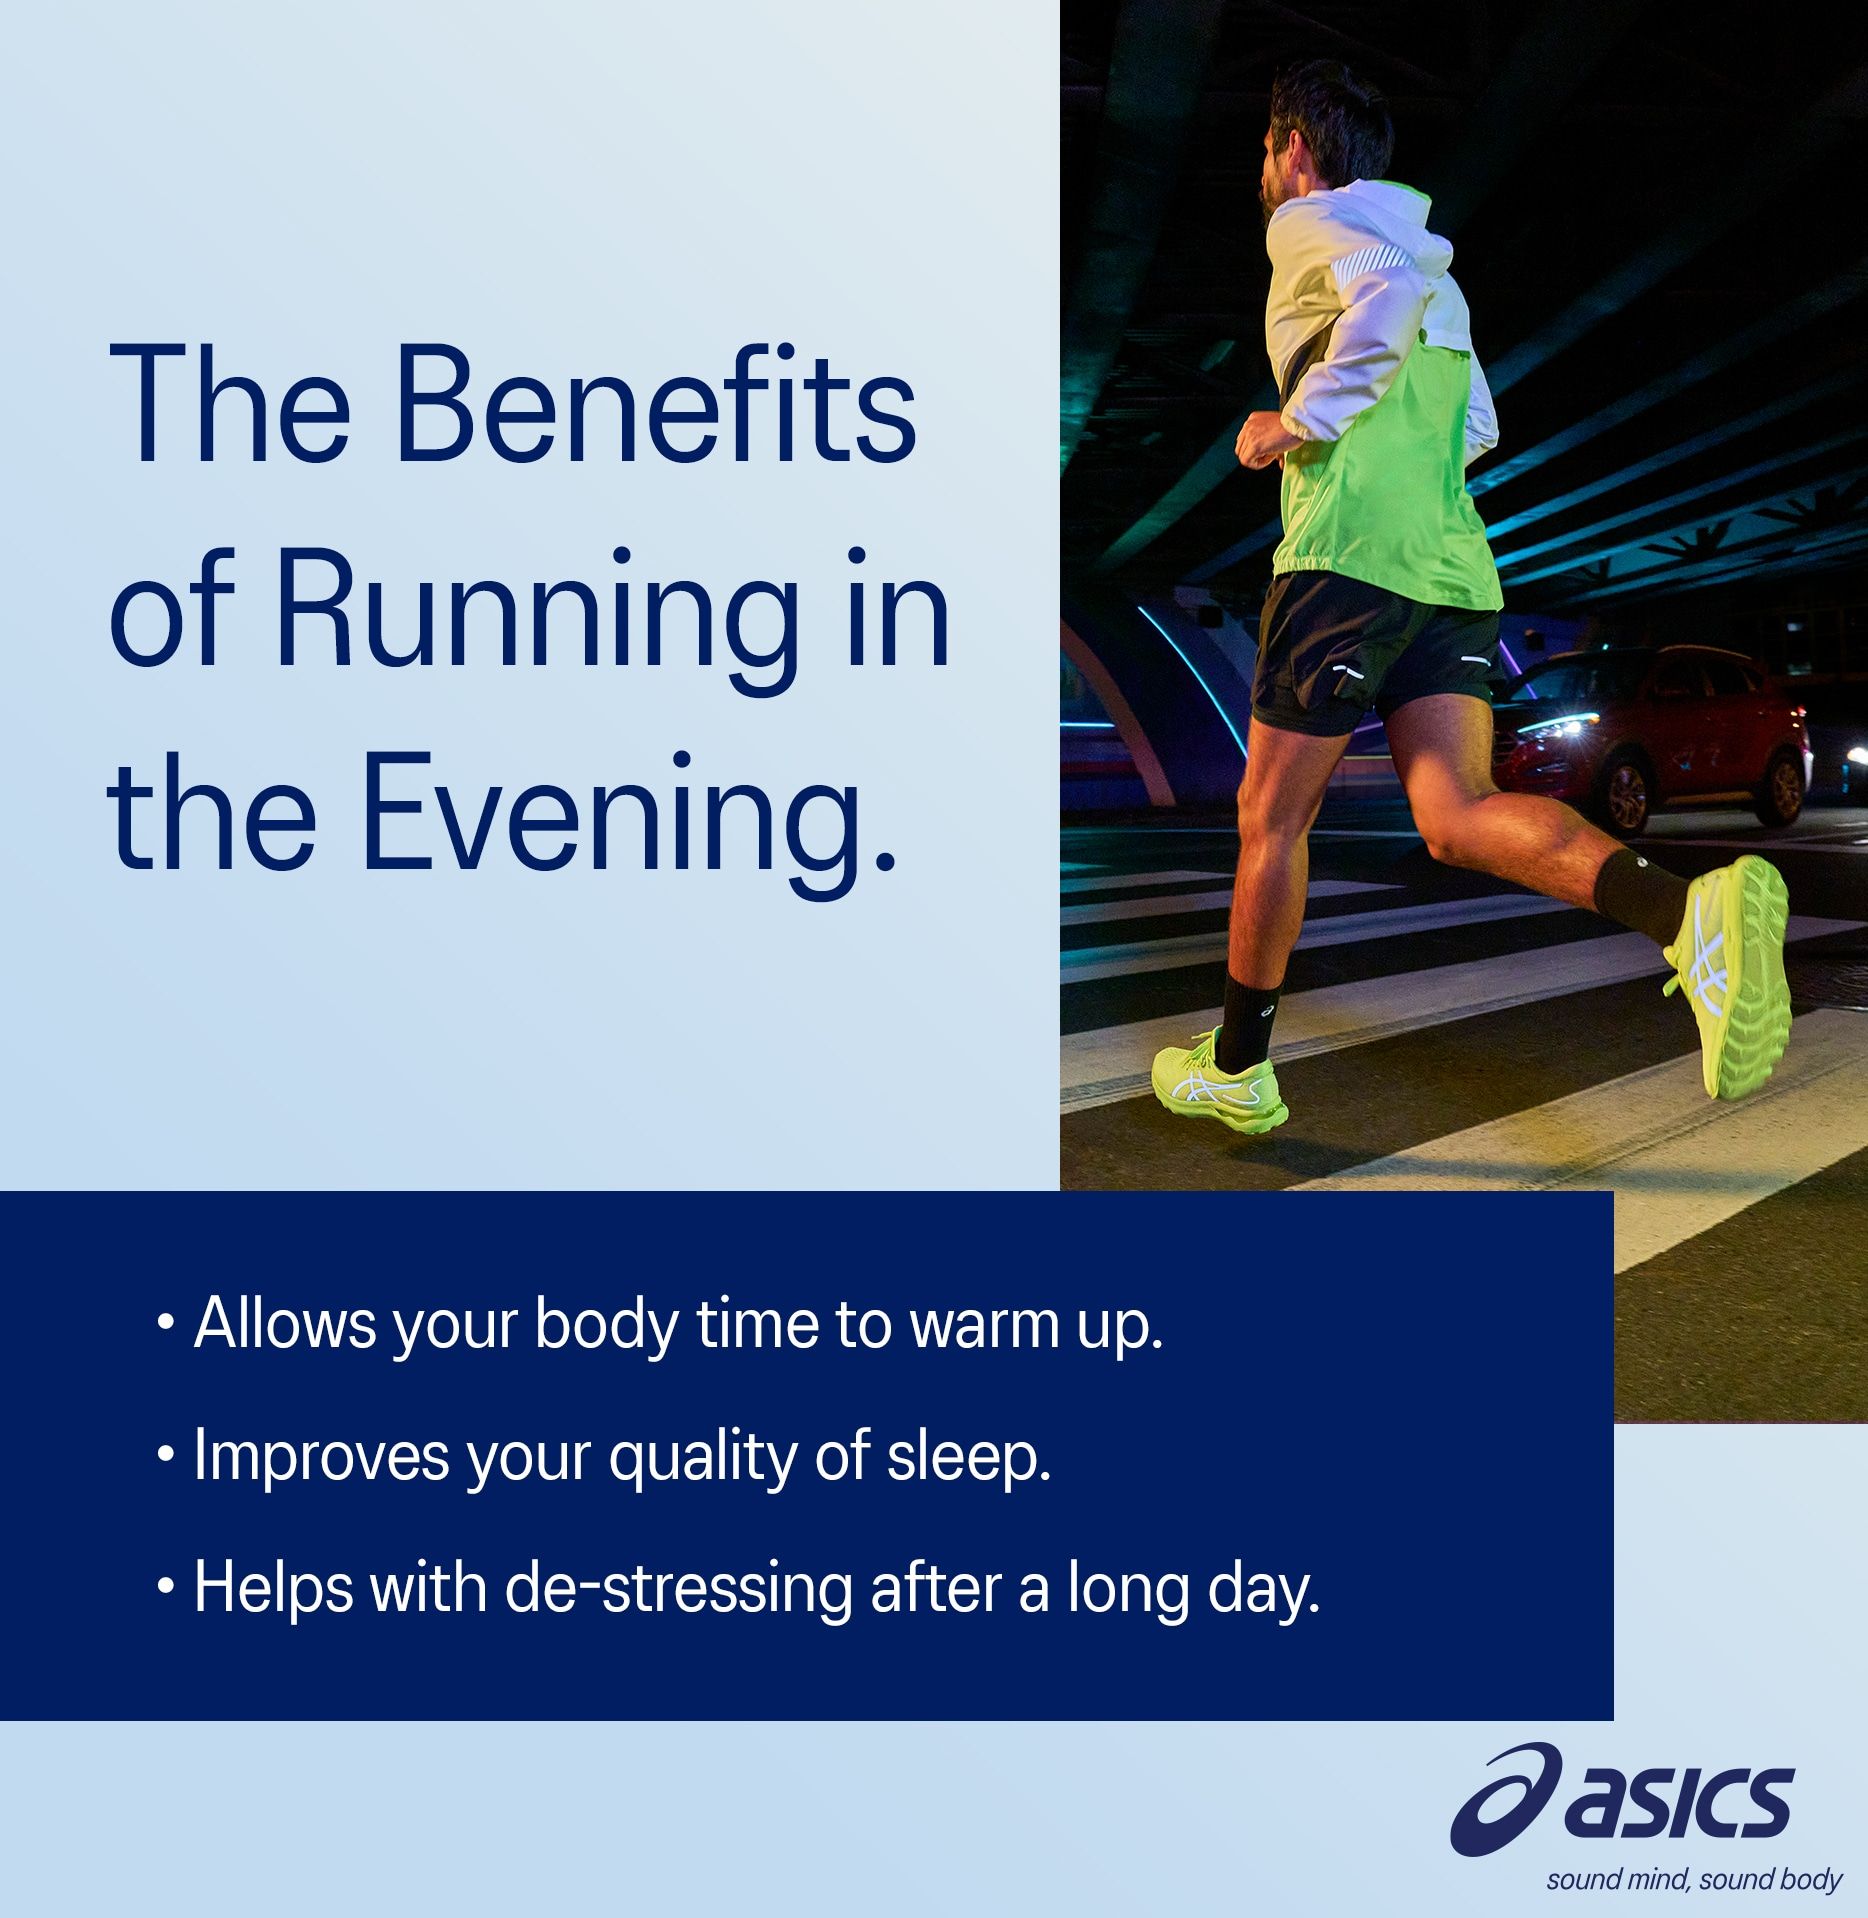 The Benefits
of Running in
the Evening.
• Allows your body time to warm up.
• Improves your quality of sleep.
• Helps with de-stressing after a long day.
asics
sound mind, sound body